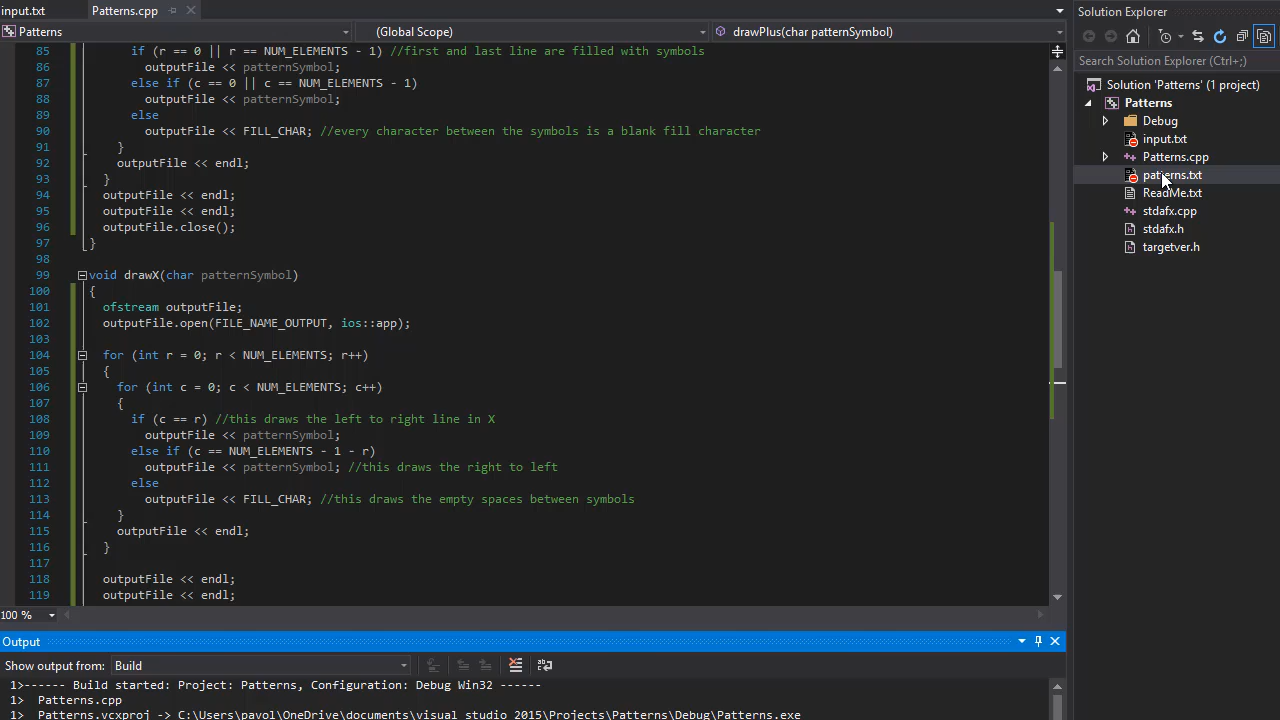 input.txt
Patterns.cpp
Patterns
(Global Scope)
drawPlus(char patternSymbol)
85 if (r == 0 || r == NUM_ELEMENTS - 1) //first and last line are filled with symbols
86 outputFile << patternSymbol;
87 else if (c == 0 || c == NUM_ELEMENTS - 1)
88 outputFile << patternSymbol;
89 else
90 outputFile << FILL_CHAR; //every character between the symbols is a blank fill character
91 }
92 outputFile << endl;
93 }
94 outputFile << endl;
95 outputFile << endl;
96 outputFile.close();
97 }
98
99 void drawX(char patternSymbol)
100 {
101 ofstream outputFile;
102 outputFile.open(FILE_NAME_OUTPUT, ios::app);
103
104 for (int r = 0; r < NUM_ELEMENTS; r++)
105 {
106 for (int c = 0; c < NUM_ELEMENTS; c++)
107 {
108 if (c == r) //this draws the left to right line in X
109 outputFile << patternSymbol;
110 else if (c == NUM_ELEMENTS - 1 - r)
111 outputFile << patternSymbol; //this draws the right to left
112 else
113 outputFile << FILL_CHAR; //this draws the empty spaces between symbols
114 }
115 outputFile << endl;
116 }
117
118 outputFile << endl;
119 outputFile << endl;
100 %
Output
Show output from: Build
1>------ Build started: Project: Patterns, Configuration: Debug Win32 ------
1> Patterns.cpp
1> Patterns.vcxproj -> C:\Users\pavol\OneDrive\documents\visual studio 2015\Projects\Patterns\Debug\Patterns.exe
Solution Explorer
Search Solution Explorer (Ctrl+;)
Solution 'Patterns' (1 project)
Patterns
Debug
input.txt
Patterns.cpp
patterns.txt
ReadMe.txt
stdafx.cpp
stdafx.h
targetver.h